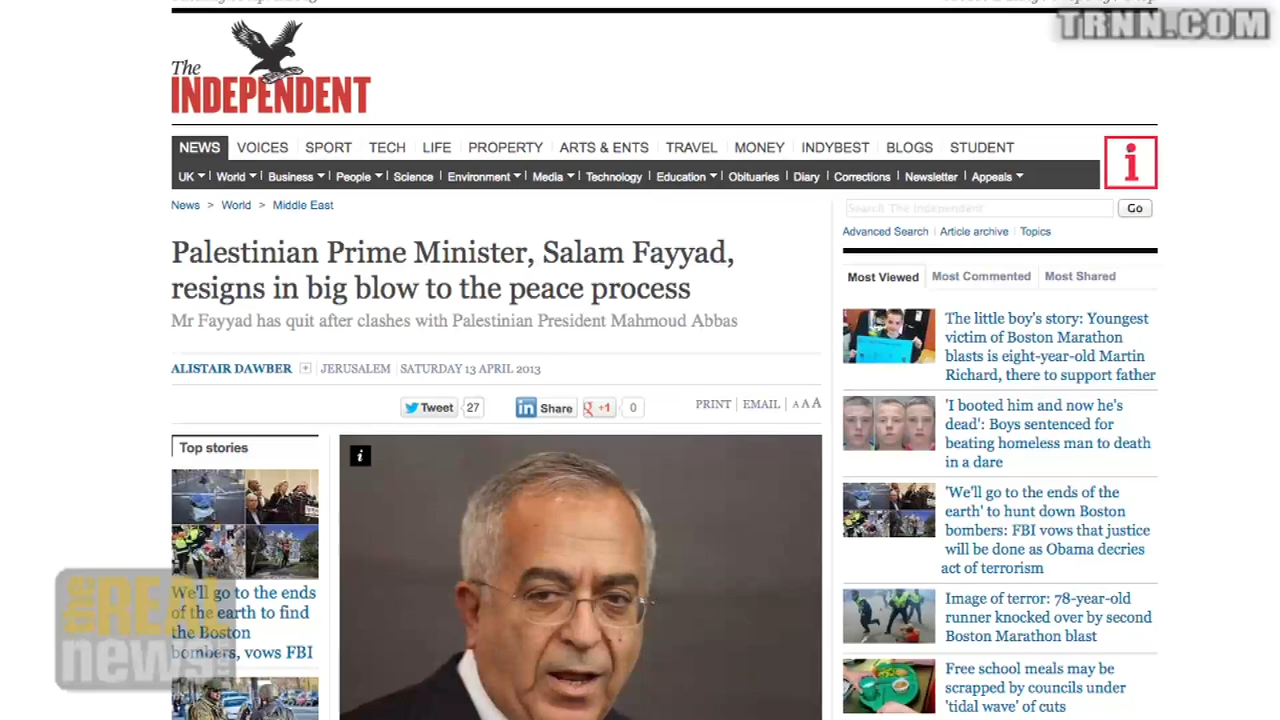 TRNN.COM
The
INDEPENDENT
NEWS VOICES SPORT TECH LIFE PROPERTY ARTS & ENTS TRAVEL MONEY INDYBEST BLOGS STUDENT
i
UK World Business People Science Environment Media Technology Education Obituaries Diary Corrections Newsletter Appeals
News > World > Middle East
Search The Independent Go
Advanced Search Article archive Topics
Palestinian Prime Minister, Salam Fayyad,
resigns in big blow to the peace process
Mr Fayyad has quit after clashes with Palestinian President Mahmoud Abbas
ALISTAIR DAWBER + JERUSALEM SATURDAY 13 APRIL 2013
Tweet 27 in Share g +1 0 PRINT EMAIL A A A
Top stories
i
We'll go to the ends
of the earth to find
the Boston
bombers, vows FBI
the REAL
news
Most Viewed Most Commented Most Shared
The little boy's story: Youngest
victim of Boston Marathon
blasts is eight-year-old Martin
Richard, there to support father
'I booted him and now he's
dead': Boys sentenced for
beating homeless man to death
in a dare
'We'll go to the ends of the
earth' to hunt down Boston
bombers: FBI vows that justice
will be done as Obama decries
act of terrorism
Image of terror: 78-year-old
runner knocked over by second
Boston Marathon blast
Free school meals may be
scrapped by councils under
'tidal wave' of cuts